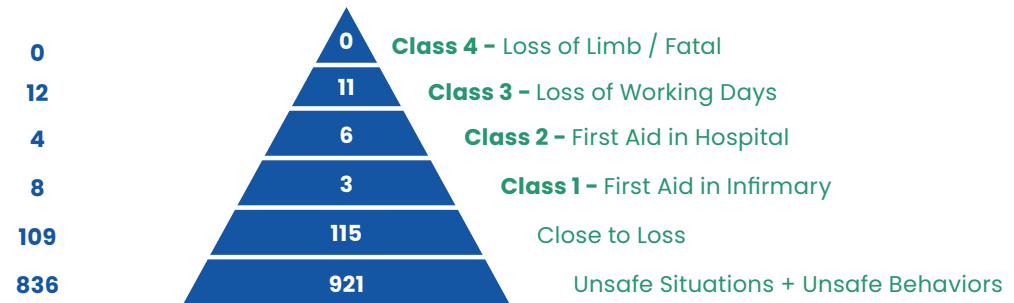 0 0 Class 4 - Loss of Limb / Fatal
12 11 Class 3 - Loss of Working Days
4 6 Class 2 - First Aid in Hospital
8 3 Class 1 - First Aid in Infirmary
109 115 Close to Loss
836 921 Unsafe Situations + Unsafe Behaviors